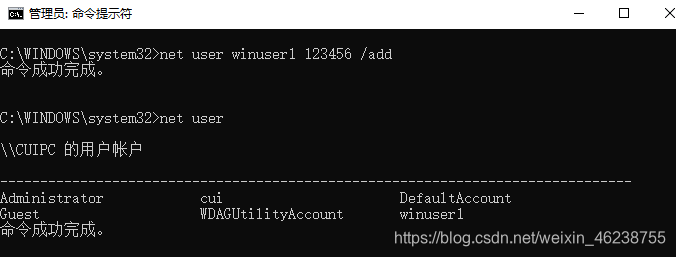 管理员: 命令提示符
C:\WINDOWS\system32>net user winuser1 123456 /add
命令成功完成。
C:\WINDOWS\system32>net user
\\CUIPC 的用户帐户
-------------------------------------------------------------------------------
Administrator cui DefaultAccount
Guest WDAGUtilityAccount winuser1
命令成功完成。
https://blog.csdn.net/weixin_46238755